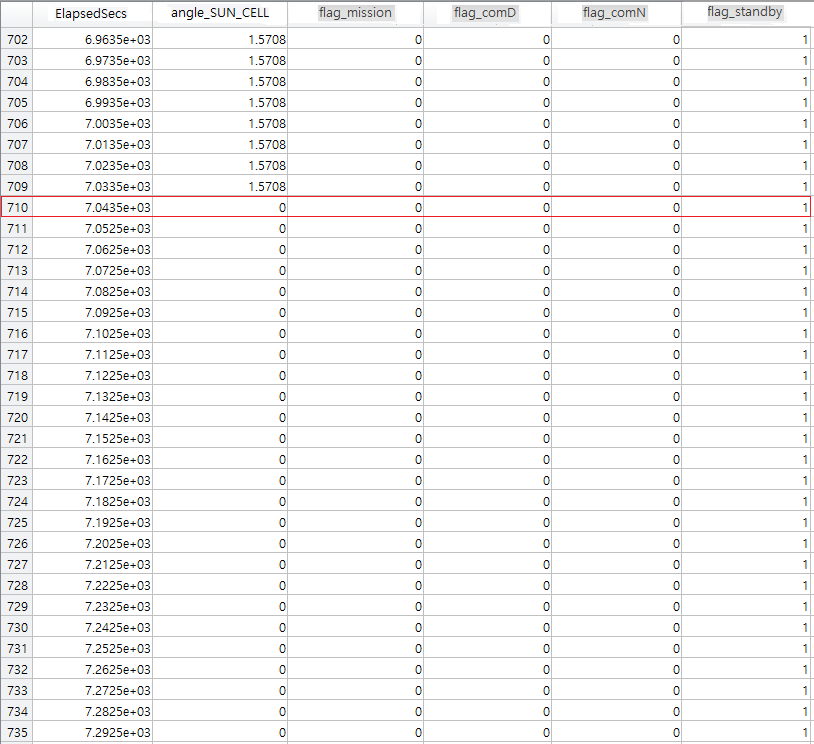 ElapsedSecs angle_SUN_CELL flag_mission flag_comD flag_comN flag_standby
702 6.9635e+03 1.5708 0 0 0 1
703 6.9735e+03 1.5708 0 0 0 1
704 6.9835e+03 1.5708 0 0 0 1
705 6.9935e+03 1.5708 0 0 0 1
706 7.0035e+03 1.5708 0 0 0 1
707 7.0135e+03 1.5708 0 0 0 1
708 7.0235e+03 1.5708 0 0 0 1
709 7.0335e+03 1.5708 0 0 0 1
710 7.0435e+03 0 0 0 0 1
711 7.0525e+03 0 0 0 0 1
712 7.0625e+03 0 0 0 0 1
713 7.0725e+03 0 0 0 0 1
714 7.0825e+03 0 0 0 0 1
715 7.0925e+03 0 0 0 0 1
716 7.1025e+03 0 0 0 0 1
717 7.1125e+03 0 0 0 0 1
718 7.1225e+03 0 0 0 0 1
719 7.1325e+03 0 0 0 0 1
720 7.1425e+03 0 0 0 0 1
721 7.1525e+03 0 0 0 0 1
722 7.1625e+03 0 0 0 0 1
723 7.1725e+03 0 0 0 0 1
724 7.1825e+03 0 0 0 0 1
725 7.1925e+03 0 0 0 0 1
726 7.2025e+03 0 0 0 0 1
727 7.2125e+03 0 0 0 0 1
728 7.2225e+03 0 0 0 0 1
729 7.2325e+03 0 0 0 0 1
730 7.2425e+03 0 0 0 0 1
731 7.2525e+03 0 0 0 0 1
732 7.2625e+03 0 0 0 0 1
733 7.2725e+03 0 0 0 0 1
734 7.2825e+03 0 0 0 0 1
735 7.2925e+03 0 0 0 0 1